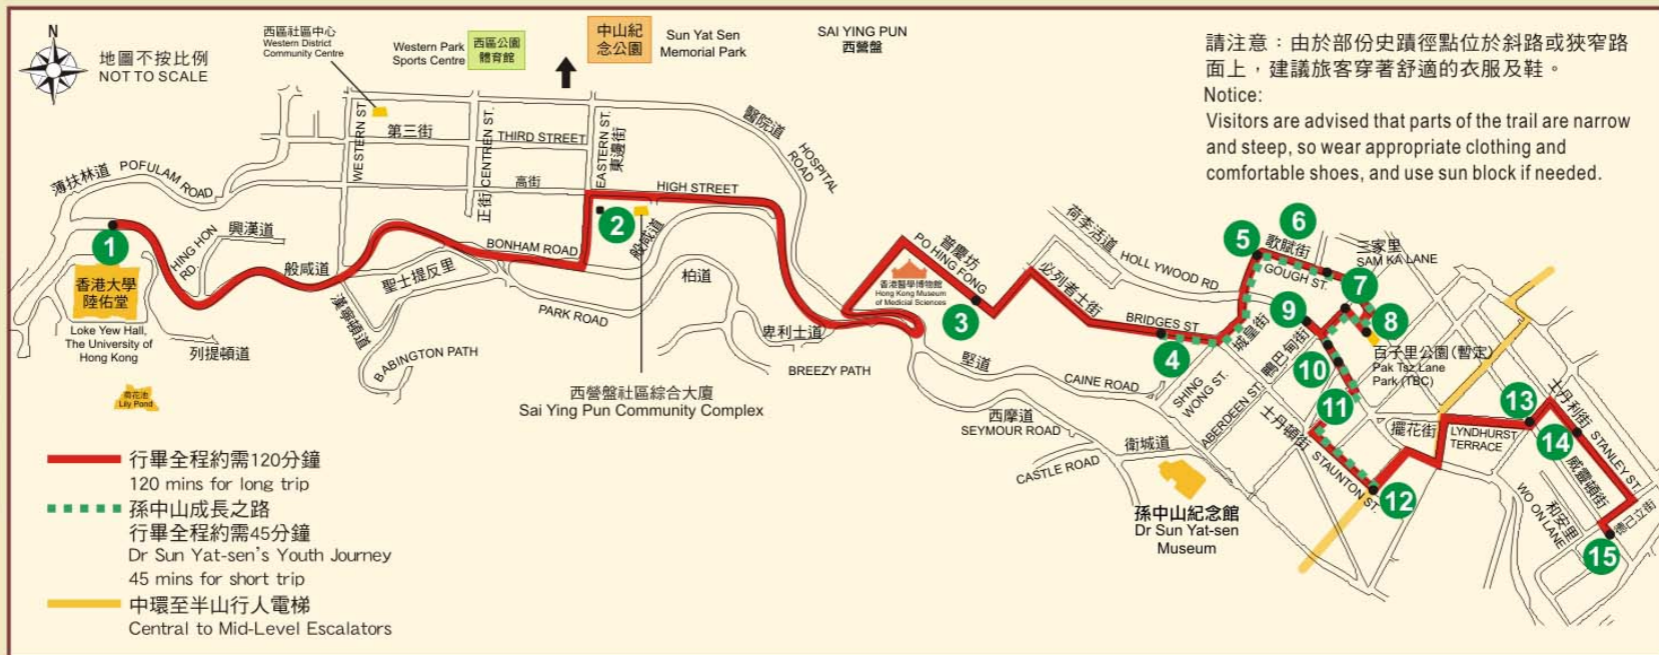 N
地圖不按比例
NOT TO SCALE
西區社區中心
Western District
Community Centre
Western Park
Sports Centre
西區公園
體育館
中山紀
念公園
Sun Yat Sen
Memorial Park
SAI YING PUN
西營盤
請注意：由於部份史蹟徑點位於斜路或狹窄路
面上，建議旅客穿著舒適的衣服及鞋。
Notice:
Visitors are advised that parts of the trail are narrow
and steep, so wear appropriate clothing and
comfortable shoes, and use sun block if needed.
薄扶林道 POFULAM ROAD
WESTERN ST.
第三街
THIRD STREET
正街 CENTREN ST.
EASTERN ST.
東邊街
醫院道
HOSPITAL
ROAD
高街
HIGH STREET
1
香港大學
陸佑堂
Loke Yew Hall,
The University of
Hong Kong
荷花池
Lily Pond
HING HON
RD
興漢道
般咸道
BONHAM ROAD
聖士提反里
漢寧頓道
列提頓道
BABINGTON PATH
PARK ROAD
2
般咸道
柏道
卑利士道
BREEZY PATH
西營盤社區綜合大廈
Sai Ying Pun Community Complex
普慶坊
PO HING FONG
香港醫學博物館
Hong Kong Museum
of Medicial Sciences
3
必列者士街
BRIDGES ST
4
荷李活道
HOLLYWOOD RD
5
6
歌賦街
GOUGH ST.
三家里
SAM KA LANE
7
8
百子里公園(暫定)
Pak Tsz Lane
Park (TBC)
9
10
11
城皇街
SHING
WONG ST.
鴨巴甸街
ABERDEEN ST.
堅道
CAINE ROAD
西摩道
SEYMOUR ROAD
衛城道
CASTLE ROAD
孫中山紀念館
Dr Sun Yat-sen
Museum
士丹頓街
STAUNTON ST.
12
擺花街
LYNDHURST
TERRACE
13
14
士丹利街
STANLEY ST.
威靈頓街
和安里
WO ON LANE
德己立街
15
行畢全程約需120分鐘
120 mins for long trip
孫中山成長之路
行畢全程約需45分鐘
Dr Sun Yat-sen's Youth Journey
45 mins for short trip
中環至半山行人電梯
Central to Mid-Level Escalators